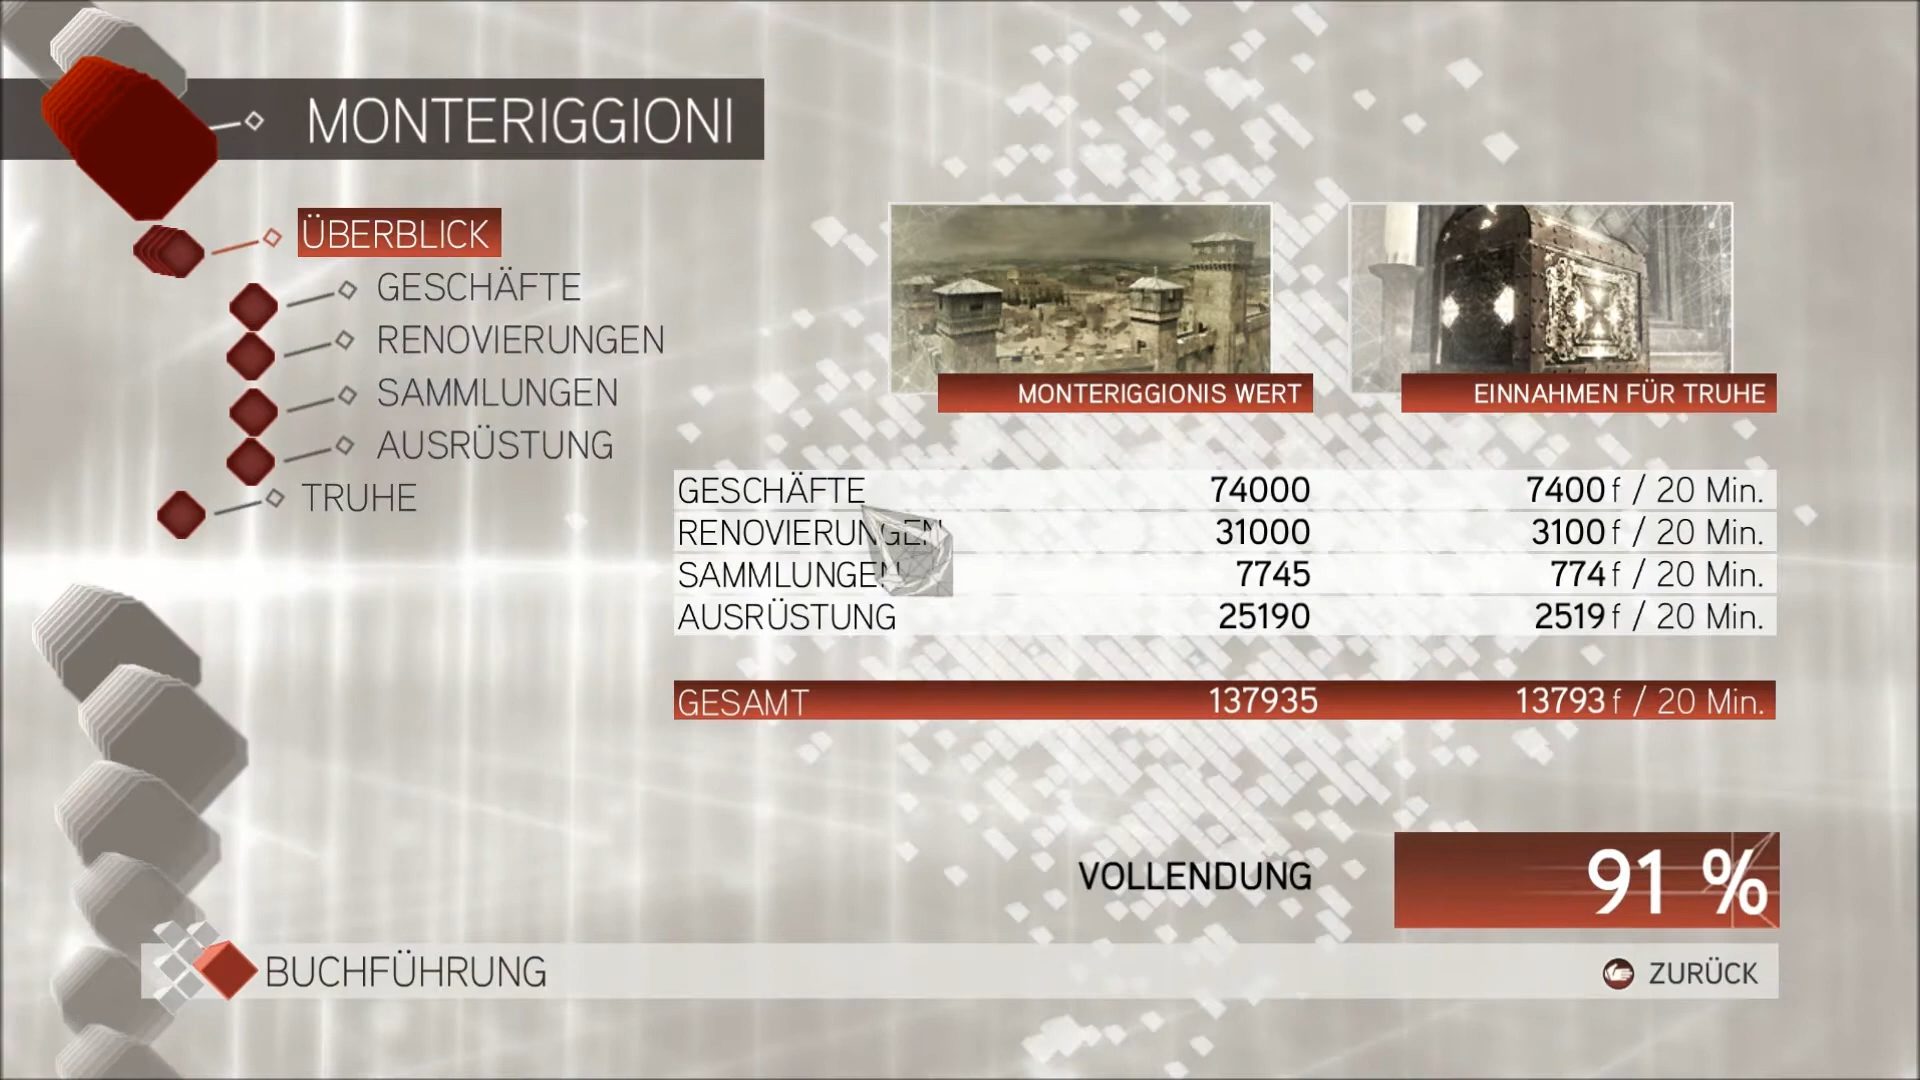 MONTERIGGIONI
ÜBERBLICK
GESCHÄFTE
RENOVIERUNGEN
SAMMLUNGEN
AUSRÜSTUNG
TRUHE
MONTERIGGIONIS WERT EINNAHMEN FÜR TRUHE
GESCHÄFTE 74000 7400 f / 20 Min.
RENOVIERUNGEN 31000 3100 f / 20 Min.
SAMMLUNGEN 7745 774 f / 20 Min.
AUSRÜSTUNG 25190 2519 f / 20 Min.
GESAMT 137935 13793 f / 20 Min.
VOLLENDUNG 91 %
BUCHFÜHRUNG ZURÜCK